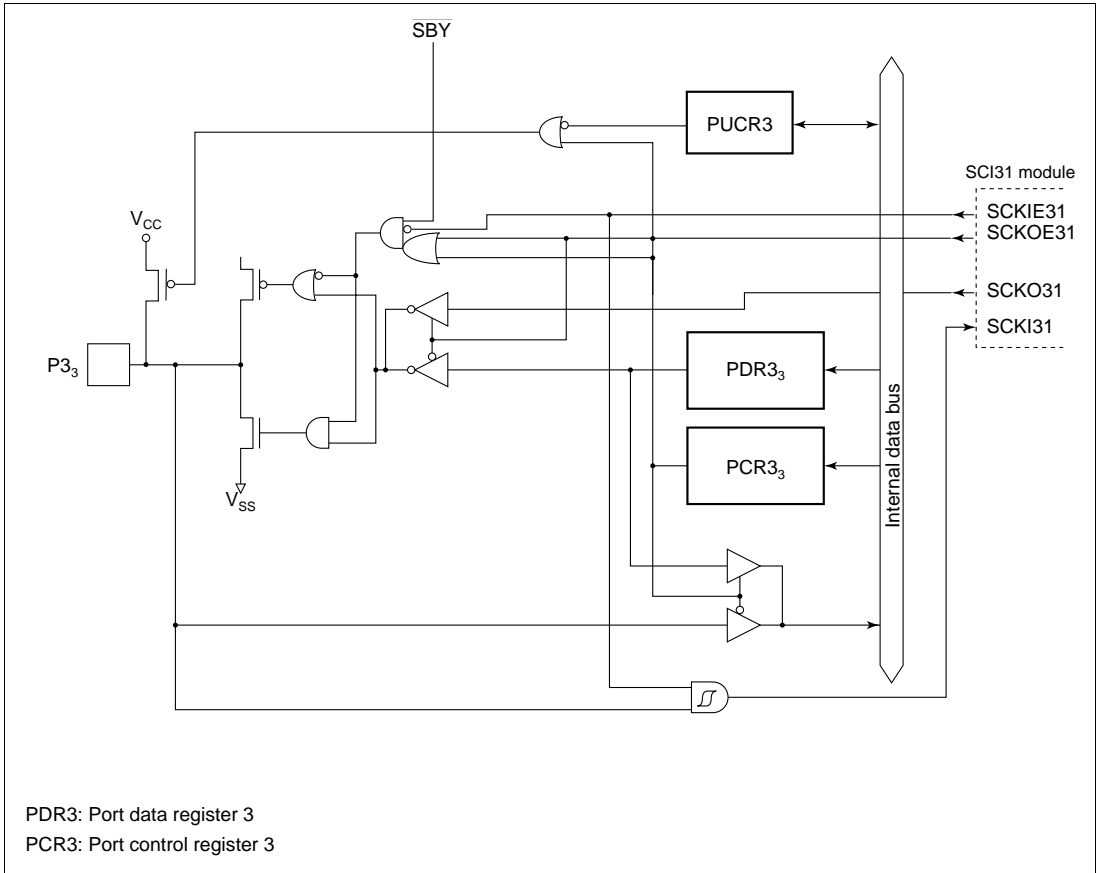 SBY
PUCR3
SCI31 module
SCKIE31
SCKOE31
VCC
SCKO31
SCKI31
P33
PDR33
PCR33
Internal data bus
VSS
PDR3: Port data register 3
PCR3: Port control register 3